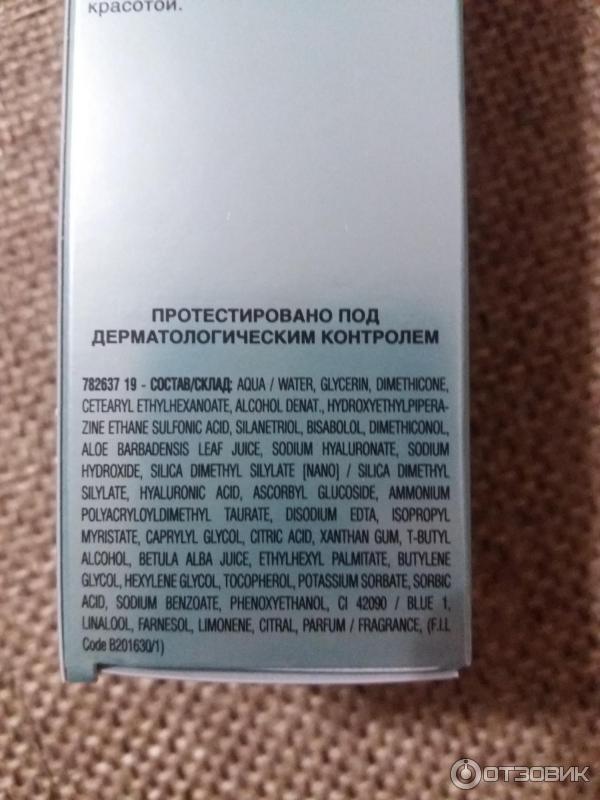 красотой.
ПРОТЕСТИРОВАНО ПОД
ДЕРМАТОЛОГИЧЕСКИМ КОНТРОЛЕМ
782637 19 - СОСТАВ/СКЛАД: AQUA / WATER, GLYCERIN, DIMETHICONE,
CETEARYL ETHYLHEXANOATE, ALCOHOL DENAT., HYDROXYETHYLPIPERA-
ZINE ETHANE SULFONIC ACID, SILANETRIOL, BISABOLOL, DIMETHICONOL,
ALOE BARBADENSIS LEAF JUICE, SODIUM HYALURONATE, SODIUM
HYDROXIDE, SILICA DIMETHYL SILYLATE [NANO] / SILICA DIMETHYL
SILYLATE, HYALURONIC ACID, ASCORBYL GLUCOSIDE, AMMONIUM
POLYACRYLOYLDIMETHYL TAURATE, DISODIUM EDTA, ISOPROPYL
MYRISTATE, CAPRYLYL GLYCOL, CITRIC ACID, XANTHAN GUM, T-BUTYL
ALCOHOL, BETULA ALBA JUICE, ETHYLHEXYL PALMITATE, BUTYLENE
GLYCOL, HEXYLENE GLYCOL, TOCOPHEROL, POTASSIUM SORBATE, SORBIC
ACID, SODIUM BENZOATE, PHENOXYETHANOL, CI 42090 / BLUE 1,
LINALOOL, FARNESOL, LIMONENE, CITRAL, PARFUM / FRAGRANCE, (F.I.L
Code B201630/1)
ОТЗОВИК